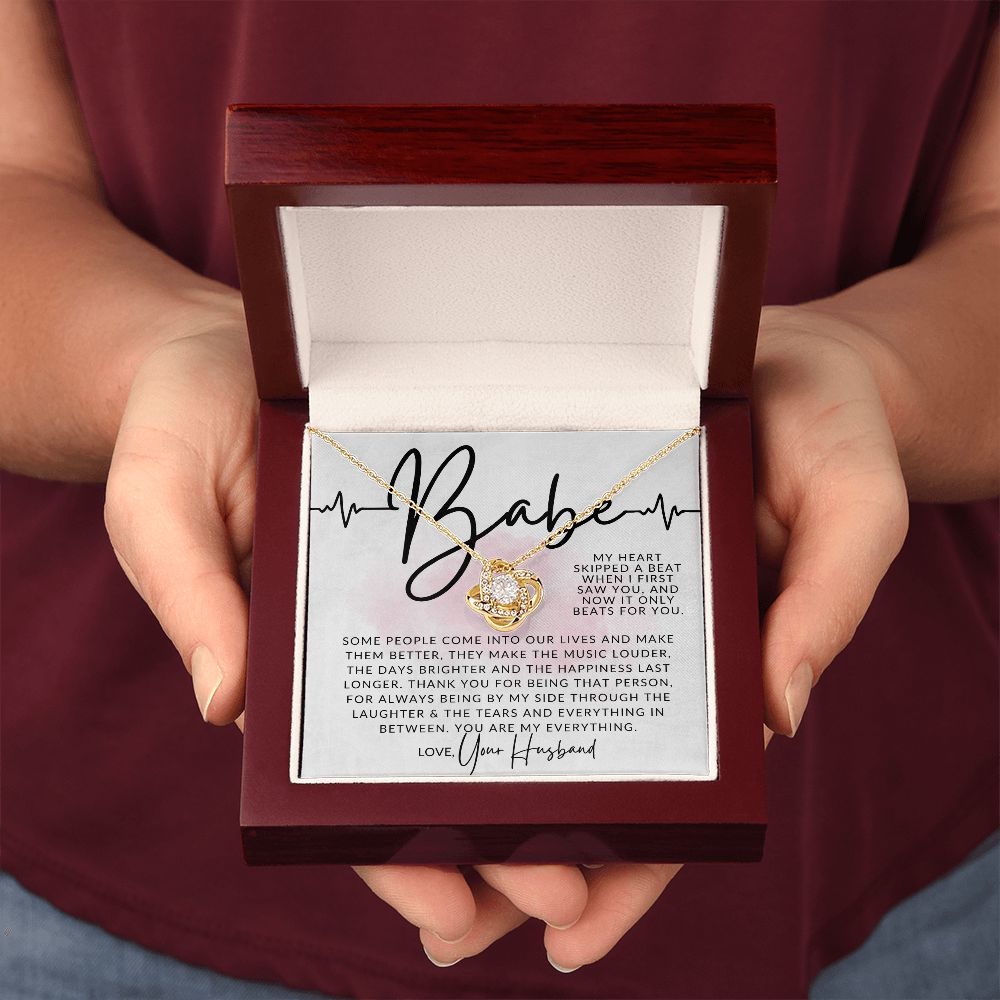 Babe
MY HEART
SKIPPED A BEAT
WHEN I FIRST
SAW YOU, AND
NOW IT ONLY
BEATS FOR YOU.
SOME PEOPLE COME INTO OUR LIVES AND MAKE
THEM BETTER, THEY MAKE THE MUSIC LOUDER,
THE DAYS BRIGHTER AND THE HAPPINESS LAST
LONGER. THANK YOU FOR BEING THAT PERSON,
FOR ALWAYS BEING BY MY SIDE THROUGH THE
LAUGHTER & THE TEARS AND EVERYTHING IN
BETWEEN. YOU ARE MY EVERYTHING.
LOVE, Your Husband